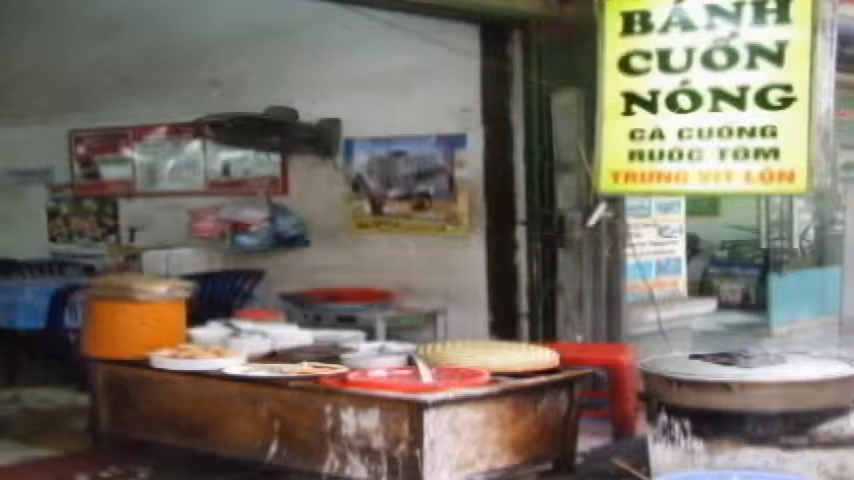 BÁNH
CUỐN
NÓNG
CÀ CUỐNG
RUỐC TÔM
TRỨNG VỊT LỘN